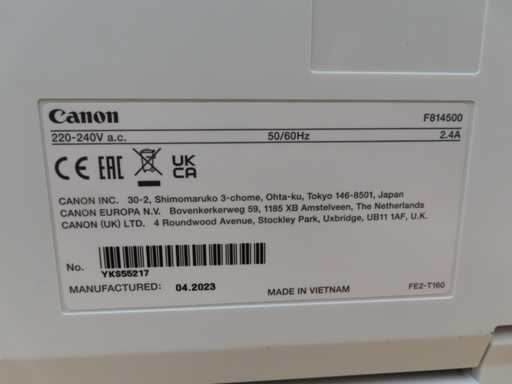 Canon F814500
220-240V a.c. 50/60Hz 2.4A
CE EAC UK CA
CANON INC. 30-2, Shimomaruko 3-chome, Ohta-ku, Tokyo 146-8501, Japan
CANON EUROPA N.V. Bovenkerkerweg 59, 1185 XB Amstelveen, The Netherlands
CANON (UK) LTD. 4 Roundwood Avenue, Stockley Park, Uxbridge, UB11 1AF, U.K.
No. YKS55217
MANUFACTURED: 04.2023 MADE IN VIETNAM FE2-T160